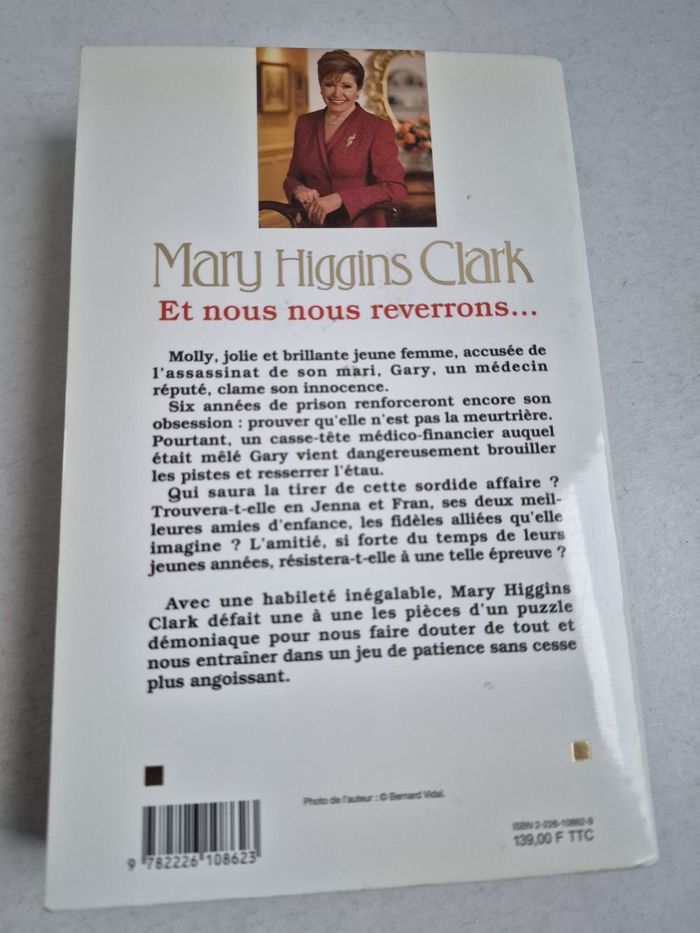 Mary Higgins Clark
Et nous nous reverrons...
Molly, jolie et brillante jeune femme, accusée de
l'assassinat de son mari, Gary, un médecin
réputé, clame son innocence.
Six années de prison renforceront encore son
obsession : prouver qu'elle n'est pas la meurtrière.
Pourtant, un casse-tête médico-financier auquel
était mêlé Gary vient dangereusement brouiller
les pistes et resserrer l'étau.
Qui saura la tirer de cette sordide affaire ?
Trouvera-t-elle en Jenna et Fran, ses deux meil-
leures amies d'enfance, les fidèles alliées qu'elle
imagine ? L'amitié, si forte du temps de leurs
jeunes années, résistera-t-elle à une telle épreuve ?
Avec une habileté inégalable, Mary Higgins
Clark défait une à une les pièces d'un puzzle
démoniaque pour nous faire douter de tout et
nous entraîner dans un jeu de patience sans cesse
plus angoissant.
Photo de l'auteur : © Bernard Vidal.
ISBN 2-226-10862-9
139,00 F TTC
9 782226 108623